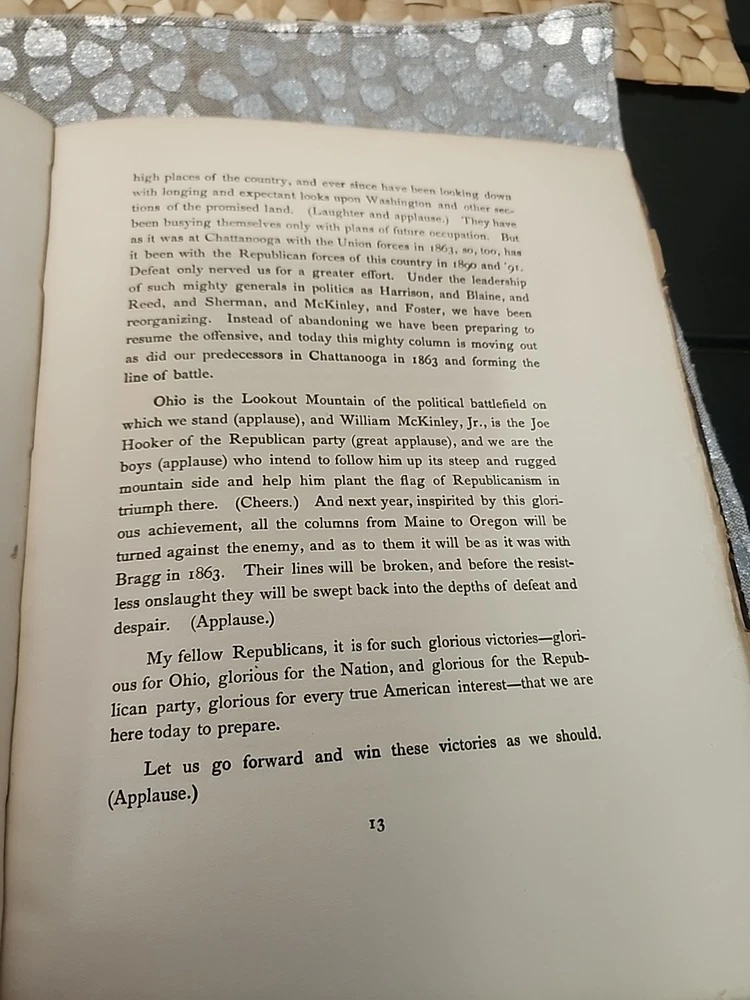 high places of the country, and ever since have been looking down
with longing and expectant looks upon Washington and other sec-
tions of the promised land. (Laughter and applause.) They have
been busying themselves only with plans of future occupation. But
as it was at Chattanooga with the Union forces in 1863, so, too, has
it been with the Republican forces of this country in 1890 and '91.
Defeat only nerved us for a greater effort. Under the leadership
of such mighty generals in politics as Harrison, and Blaine, and
Reed, and Sherman, and McKinley, and Foster, we have been
reorganizing. Instead of abandoning we have been preparing to
resume the offensive, and today this mighty column is moving out
as did our predecessors in Chattanooga in 1863 and forming the
line of battle.
Ohio is the Lookout Mountain of the political battlefield on
which we stand (applause), and William McKinley, Jr., is the Joe
Hooker of the Republican party (great applause), and we are the
boys (applause) who intend to follow him up its steep and rugged
mountain side and help him plant the flag of Republicanism in
triumph there. (Cheers.) And next year, inspirited by this glori-
ous achievement, all the columns from Maine to Oregon will be
turned against the enemy, and as to them it will be as it was with
Bragg in 1863. Their lines will be broken, and before the resist-
less onslaught they will be swept back into the depths of defeat and
despair. (Applause.)
My fellow Republicans, it is for such glorious victories—glori-
ous for Ohio, glorious for the Nation, and glorious for the Repub-
lican party, glorious for every true American interest—that we are
here today to prepare.
Let us go forward and win these victories as we should.
(Applause.)
13